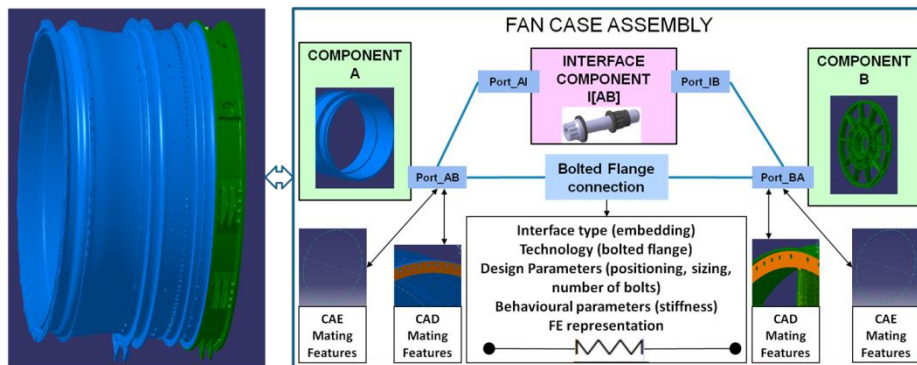 FAN CASE ASSEMBLY
COMPONENT
A
Port_AI
INTERFACE
COMPONENT
I[AB]
Port_IB
COMPONENT
B
Port_AB
Bolted Flange
connection
Port_BA
Interface type (embedding)
Technology (bolted flange)
Design Parameters (positioning, sizing,
number of bolts)
Behavioural parameters (stiffness)
FE representation
CAE
Mating
Features
CAD
Mating
Features
CAD
Mating
Features
CAE
Mating
Features